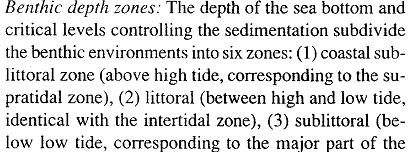 Benthic depth zones: The depth of the sea bottom and
critical levels controlling the sedimentation subdivide
the benthic environments into six zones: (1) coastal sub-
littoral zone (above high tide, corresponding to the su-
pratidal zone), (2) littoral (between high and low tide,
identical with the intertidal zone), (3) sublittoral (be-
low low tide, corresponding to the major part of the